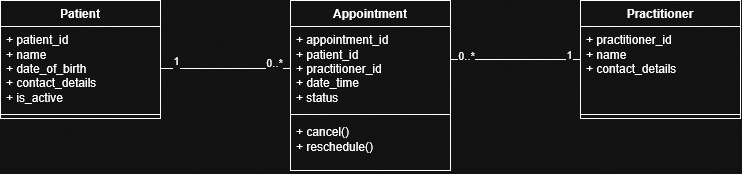 Patient
+ patient_id
+ name
+ date_of_birth
+ contact_details
+ is_active
1
0..*
Appointment
+ appointment_id
+ patient_id
+ practitioner_id
+ date_time
+ status
+ cancel()
+ reschedule()
0..*
1
Practitioner
+ practitioner_id
+ name
+ contact_details